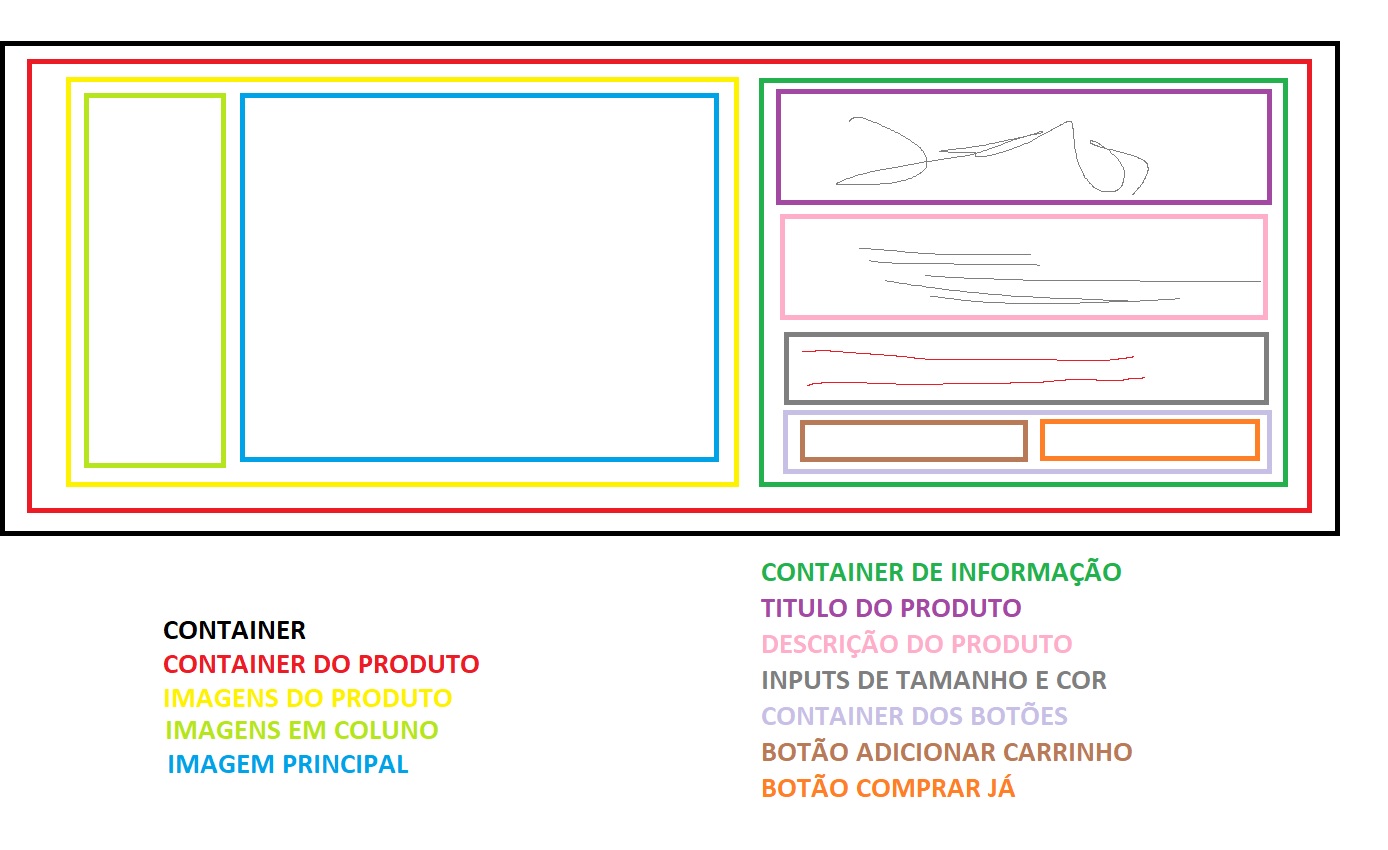 CONTAINER
CONTAINER DO PRODUTO
IMAGENS DO PRODUTO
IMAGENS EM COLUNO
IMAGEM PRINCIPAL
CONTAINER DE INFORMAÇÃO
TITULO DO PRODUTO
DESCRIÇÃO DO PRODUTO
INPUTS DE TAMANHO E COR
CONTAINER DOS BOTÕES
BOTÃO ADICIONAR CARRINHO
BOTÃO COMPRAR JÁ